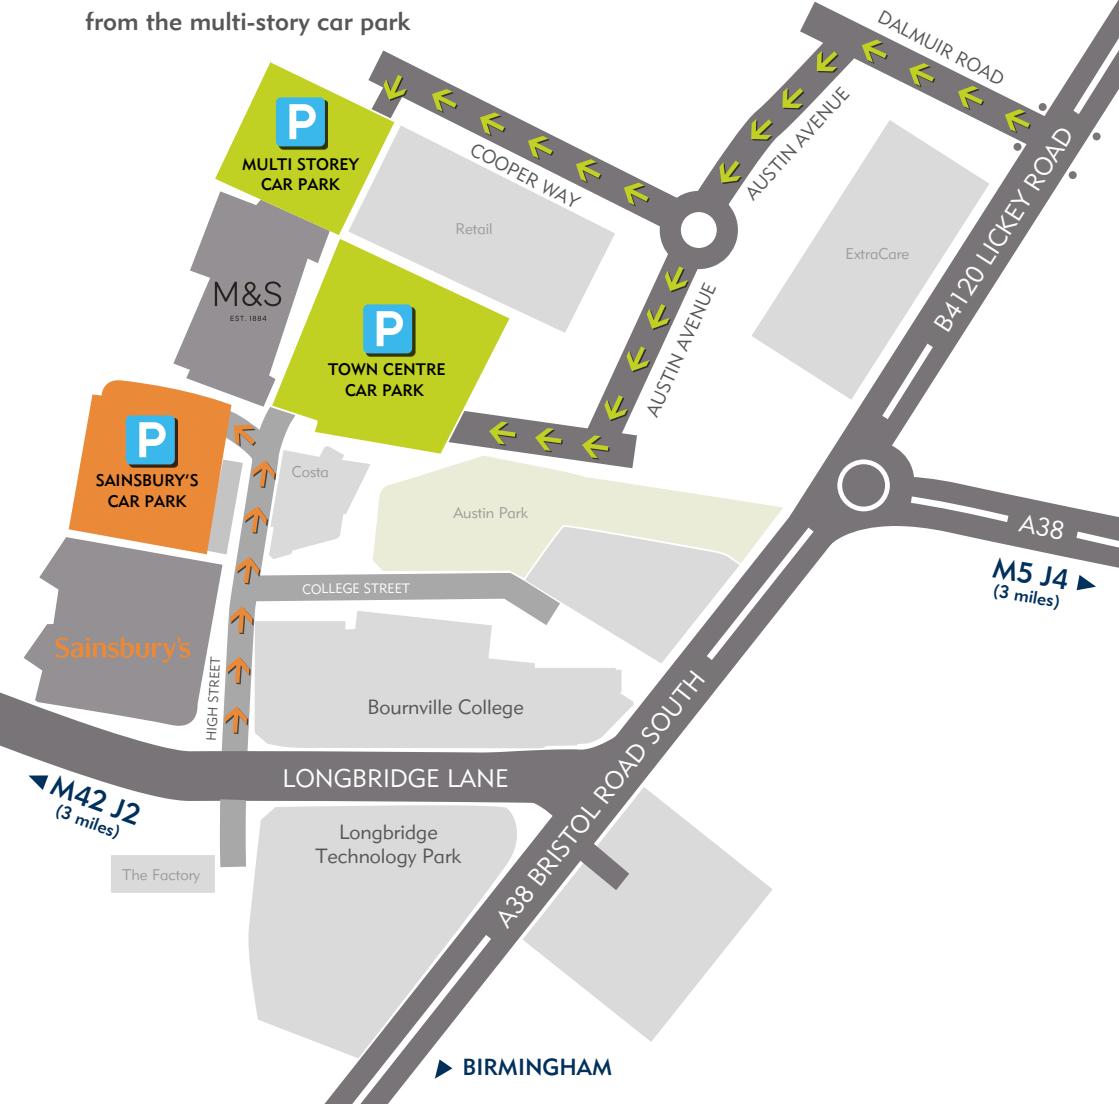 from the multi-story car park
DALMUIR ROAD
AUSTIN AVENUE
COOPER WAY
P
MULTI STOREY
CAR PARK
Retail
ExtraCare
B4120 LICKEY ROAD
M&S
EST. 1884
P
TOWN CENTRE
CAR PARK
AUSTIN AVENUE
P
SAINSBURY'S
CAR PARK
Costa
Austin Park
A38
M5 J4
(3 miles)
COLLEGE STREET
Sainsbury's
HIGH STREET
Bournville College
A38 BRISTOL ROAD SOUTH
LONGBRIDGE LANE
M42 J2
(3 miles)
Longbridge
Technology Park
The Factory
BIRMINGHAM